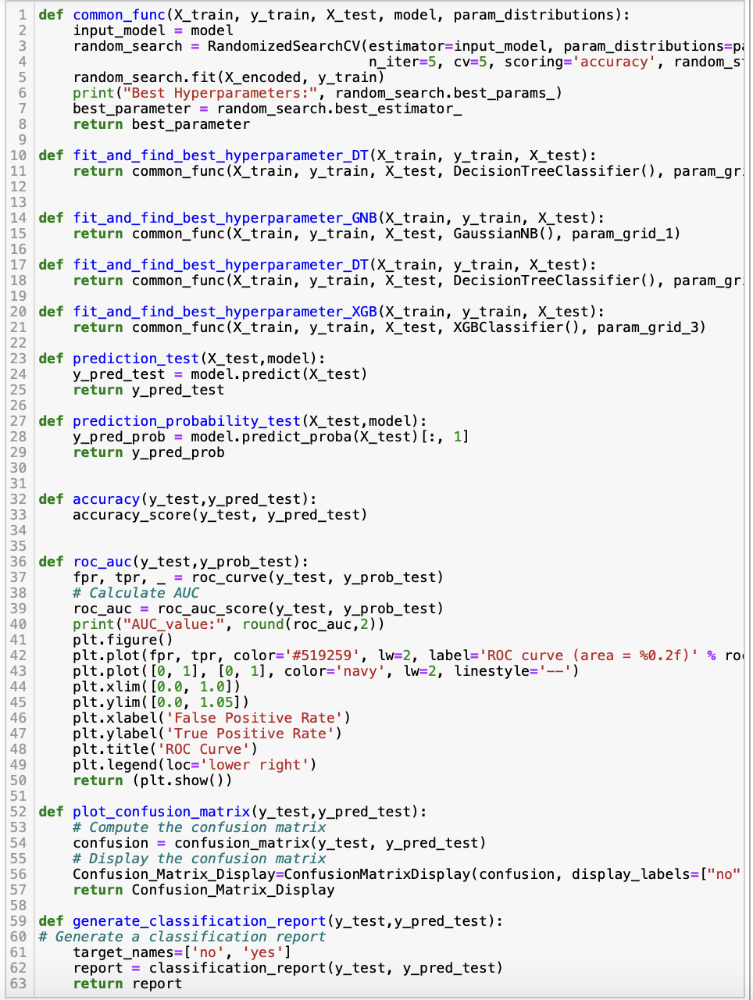 1 def common_func(X_train, y_train, X_test, model, param_distributions):
2     input_model = model
3     random_search = RandomizedSearchCV(estimator=input_model, param_distributions=pa
4                                        n_iter=5, cv=5, scoring='accuracy', random_st
5     random_search.fit(X_encoded, y_train)
6     print("Best Hyperparameters:", random_search.best_params_)
7     best_parameter = random_search.best_estimator_
8     return best_parameter
9
10 def fit_and_find_best_hyperparameter_DT(X_train, y_train, X_test):
11     return common_func(X_train, y_train, X_test, DecisionTreeClassifier(), param_gr
12
13
14 def fit_and_find_best_hyperparameter_GNB(X_train, y_train, X_test):
15     return common_func(X_train, y_train, X_test, GaussianNB(), param_grid_1)
16
17 def fit_and_find_best_hyperparameter_DT(X_train, y_train, X_test):
18     return common_func(X_train, y_train, X_test, DecisionTreeClassifier(), param_gr
19
20 def fit_and_find_best_hyperparameter_XGB(X_train, y_train, X_test):
21     return common_func(X_train, y_train, X_test, XGBClassifier(), param_grid_3)
22
23 def prediction_test(X_test,model):
24     y_pred_test = model.predict(X_test)
25     return y_pred_test
26
27 def prediction_probability_test(X_test,model):
28     y_pred_prob = model.predict_proba(X_test)[:, 1]
29     return y_pred_prob
30
31
32 def accuracy(y_test,y_pred_test):
33     accuracy_score(y_test, y_pred_test)
34
35
36 def roc_auc(y_test,y_prob_test):
37     fpr, tpr, _ = roc_curve(y_test, y_prob_test)
38     # Calculate AUC
39     roc_auc = roc_auc_score(y_test, y_prob_test)
40     print("AUC_value:", round(roc_auc,2))
41     plt.figure()
42     plt.plot(fpr, tpr, color='#519259', lw=2, label='ROC curve (area = %0.2f)' % ro
43     plt.plot([0, 1], [0, 1], color='navy', lw=2, linestyle='--')
44     plt.xlim([0.0, 1.0])
45     plt.ylim([0.0, 1.05])
46     plt.xlabel('False Positive Rate')
47     plt.ylabel('True Positive Rate')
48     plt.title('ROC Curve')
49     plt.legend(loc='lower right')
50     return (plt.show())
51
52 def plot_confusion_matrix(y_test,y_pred_test):
53     # Compute the confusion matrix
54     confusion = confusion_matrix(y_test, y_pred_test)
55     # Display the confusion matrix
56     Confusion_Matrix_Display=ConfusionMatrixDisplay(confusion, display_labels=["no"
57     return Confusion_Matrix_Display
58
59 def generate_classification_report(y_test,y_pred_test):
60 # Generate a classification report
61     target_names=['no', 'yes']
62     report = classification_report(y_test, y_pred_test)
63     return report